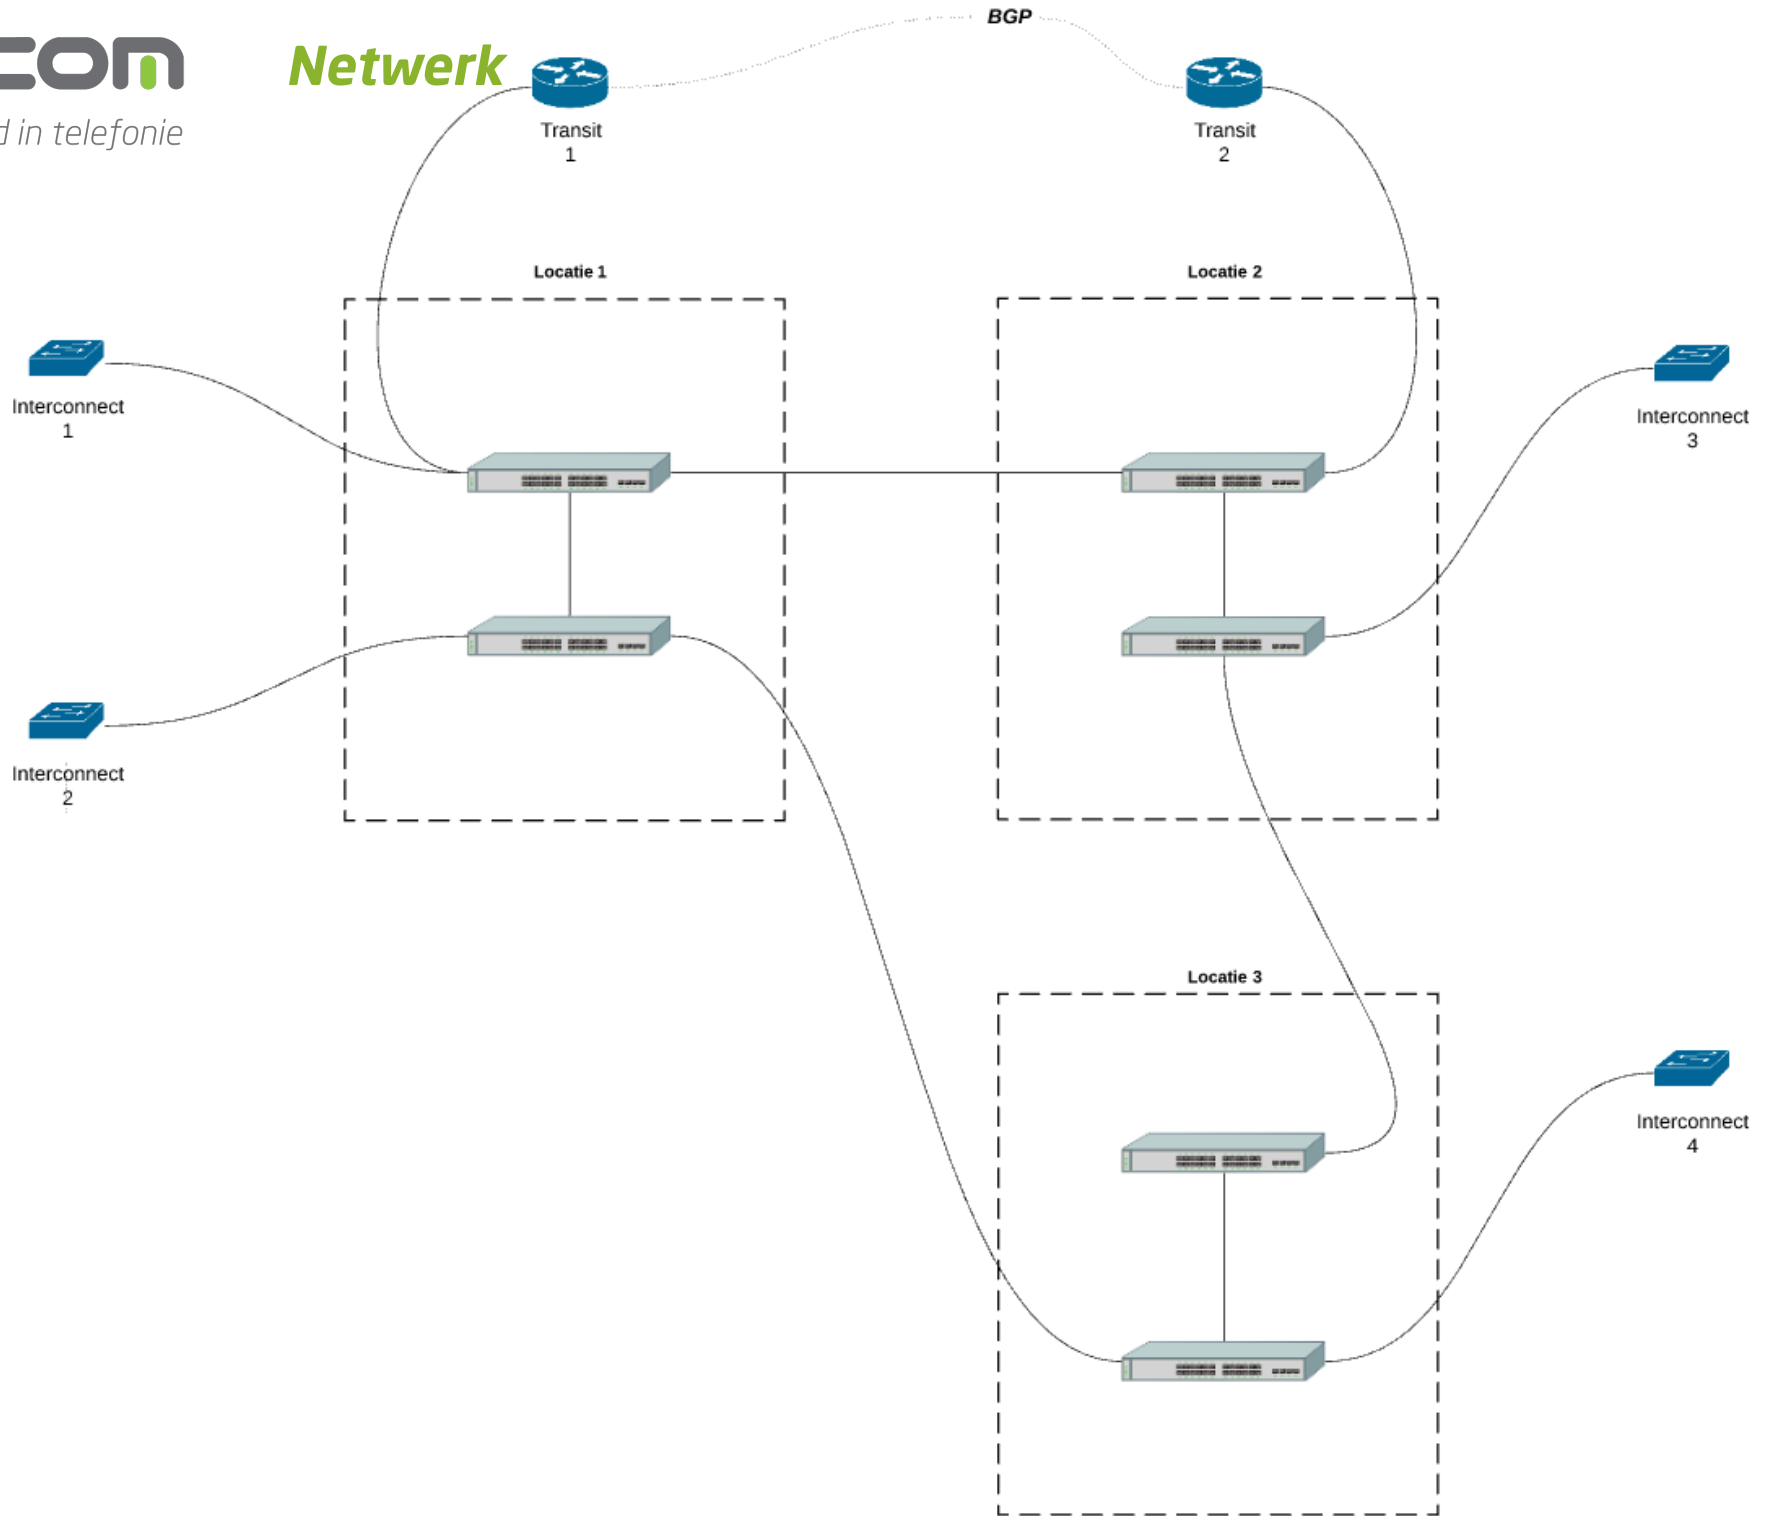 BGP
com
Netwerk
d in telefonie
Transit
1
Transit
2
Locatie 1
Locatie 2
Interconnect
1
Interconnect
3
Interconnect
2
Locatie 3
Interconnect
4